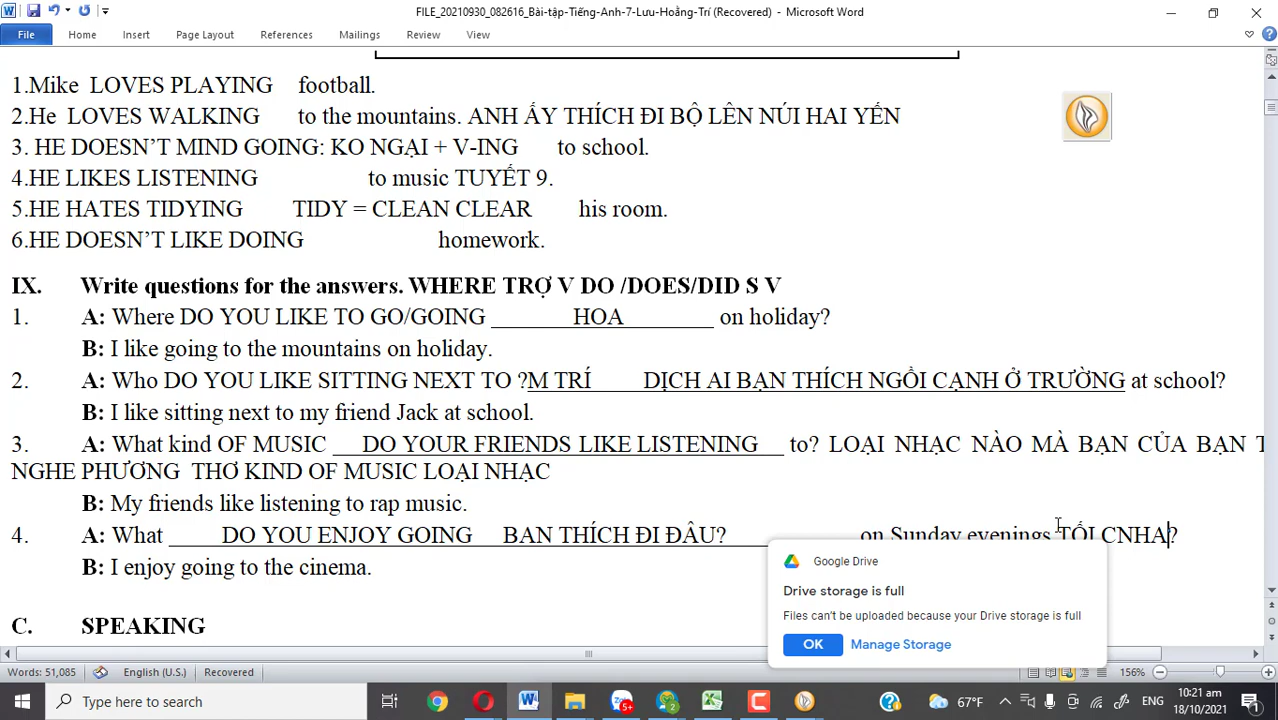 FILE_20210930_082616_Bài-tập-Tiếng-Anh-7-Lưu-Hoằng-Trí (Recovered) - Microsoft Word
File Home Insert Page Layout References Mailings Review View
1.Mike LOVES PLAYING football.
2.He LOVES WALKING to the mountains. ANH ẤY THÍCH ĐI BỘ LÊN NÚI HAI YẾN
3. HE DOESN'T MIND GOING: KO NGẠI + V-ING to school.
4.HE LIKES LISTENING to music TUYẾT 9.
5.HE HATES TIDYING TIDY = CLEAN CLEAR his room.
6.HE DOESN'T LIKE DOING homework.
IX. Write questions for the answers. WHERE TRỢ V DO /DOES/DID S V
1. A: Where DO YOU LIKE TO GO/GOING ______HOA______ on holiday?
B: I like going to the mountains on holiday.
2. A: Who DO YOU LIKE SITTING NEXT TO ?M TRÍ DỊCH AI BẠN THÍCH NGỒI CẠNH Ở TRƯỜNG at school?
B: I like sitting next to my friend Jack at school.
3. A: What kind OF MUSIC __DO YOUR FRIENDS LIKE LISTENING__ to? LOẠI NHẠC NÀO MÀ BẠN CỦA BẠN T
NGHE PHƯƠNG THƠ KIND OF MUSIC LOẠI NHẠC
B: My friends like listening to rap music.
4. A: What ____DO YOU ENJOY GOING BAN THÍCH ĐI ĐÂU?____ on Sunday evenings TỐI CNHA?
B: I enjoy going to the cinema.
C. SPEAKING
Google Drive
Drive storage is full
Files can't be uploaded because your Drive storage is full
OK Manage Storage
Words: 51,085 English (U.S.) Recovered 156%
Type here to search 5+ 2 67°F ENG 10:21 am
18/10/2021 1